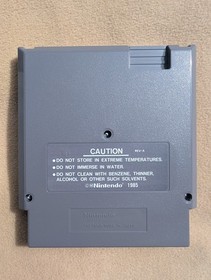 CAUTION
REV-A
● DO NOT STORE IN EXTREME TEMPERATURES.
● DO NOT IMMERSE IN WATER.
● DO NOT CLEAN WITH BENZENE, THINNER,
ALCOHOL OR OTHER SUCH SOLVENTS.
©Nintendo 1985